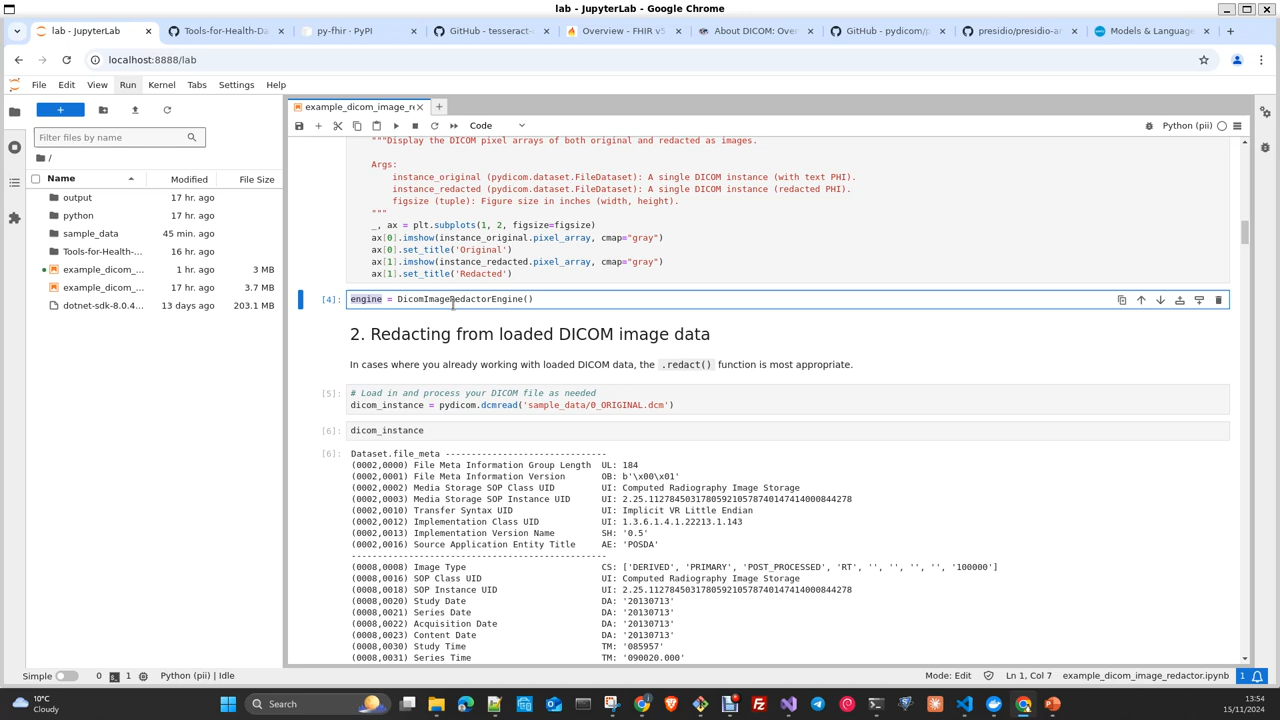 lab - JupyterLab - Google Chrome
lab - JupyterLab
Tools-for-Health-Da
py-fhir · PyPI
GitHub - tesseract-
Overview - FHIR v5
About DICOM: Over
GitHub - pydicom/p
presidio/presidio-ar
Models & Language
localhost:8888/lab
File Edit View Run Kernel Tabs Settings Help
example_dicom_image_re
Code
Python (pii)
Filter files by name
/
Name Modified File Size
output 17 hr. ago
python 17 hr. ago
sample_data 45 min. ago
Tools-for-Health-... 16 hr. ago
example_dicom_... 1 hr. ago 3 MB
example_dicom_... 17 hr. ago 3.7 MB
dotnet-sdk-8.0.4... 13 days ago 203.1 MB
"""Display the DICOM pixel arrays of both original and redacted as images.
Args:
instance_original (pydicom.dataset.FileDataset): A single DICOM instance (with text PHI).
instance_redacted (pydicom.dataset.FileDataset): A single DICOM instance (redacted PHI).
figsize (tuple): Figure size in inches (width, height).
"""
_, ax = plt.subplots(1, 2, figsize=figsize)
ax[0].imshow(instance_original.pixel_array, cmap="gray")
ax[0].set_title('Original')
ax[1].imshow(instance_redacted.pixel_array, cmap="gray")
ax[1].set_title('Redacted')
[4]: engine = DicomImageRedactorEngine()
2. Redacting from loaded DICOM image data
In cases where you already working with loaded DICOM data, the .redact() function is most appropriate.
[5]: # Load in and process your DICOM file as needed
dicom_instance = pydicom.dcmread('sample_data/0_ORIGINAL.dcm')
[6]: dicom_instance
[6]: Dataset.file_meta -------------------------------
(0002,0000) File Meta Information Group Length UL: 184
(0002,0001) File Meta Information Version OB: b'\x00\x01'
(0002,0002) Media Storage SOP Class UID UI: Computed Radiography Image Storage
(0002,0003) Media Storage SOP Instance UID UI: 2.25.112784503178059210578740147414000844278
(0002,0010) Transfer Syntax UID UI: Implicit VR Little Endian
(0002,0012) Implementation Class UID UI: 1.3.6.1.4.1.22213.1.143
(0002,0013) Implementation Version Name SH: '0.5'
(0002,0016) Source Application Entity Title AE: 'POSDA'
-------------------------------------------------
(0008,0008) Image Type CS: ['DERIVED', 'PRIMARY', 'POST_PROCESSED', 'RT', '', '', '', '', '100000']
(0008,0016) SOP Class UID UI: Computed Radiography Image Storage
(0008,0018) SOP Instance UID UI: 2.25.112784503178059210578740147414000844278
(0008,0020) Study Date DA: '20130713'
(0008,0021) Series Date DA: '20130713'
(0008,0022) Acquisition Date DA: '20130713'
(0008,0023) Content Date DA: '20130713'
(0008,0030) Study Time TM: '085957'
(0008,0031) Series Time TM: '090020.000'
Simple 0 1 Python (pii) | Idle Mode: Edit Ln 1, Col 7 example_dicom_image_redactor.ipynb 1
10°C
Cloudy
Search
13:54
15/11/2024